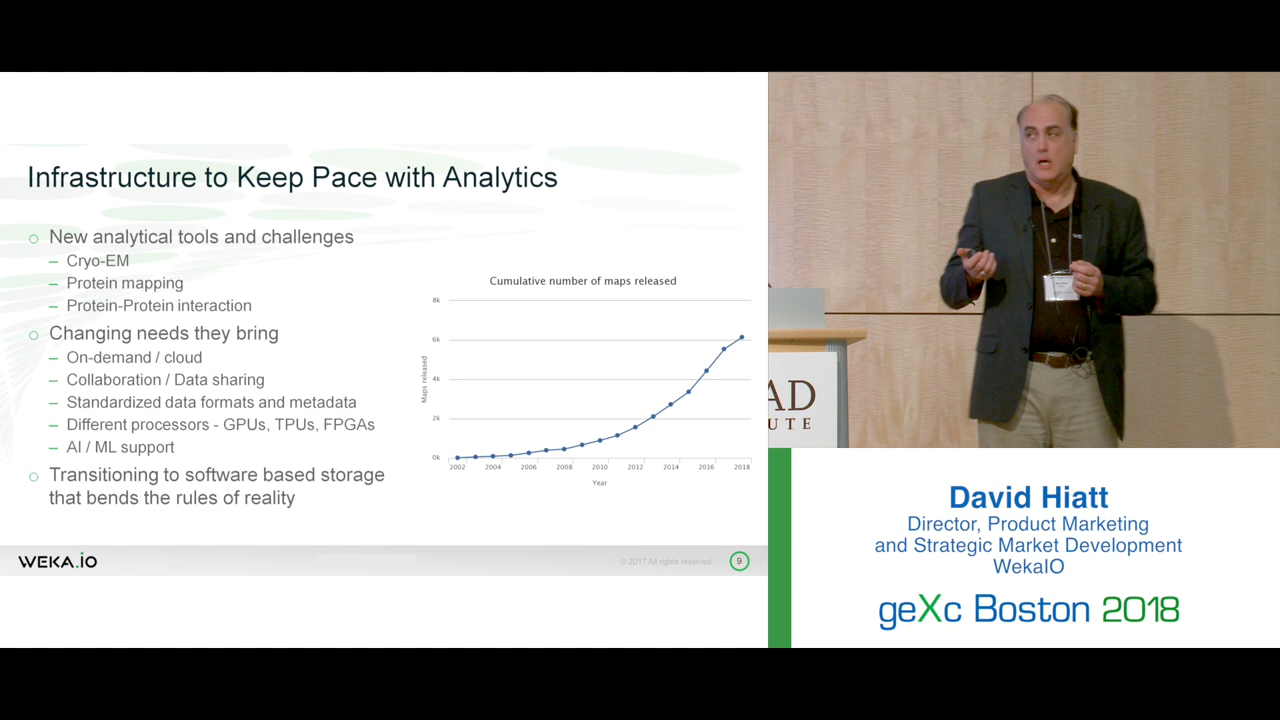 Infrastructure to Keep Pace with Analytics
New analytical tools and challenges
– Cryo-EM
– Protein mapping
– Protein-Protein interaction
Changing needs they bring
– On-demand / cloud
– Collaboration / Data sharing
– Standardized data formats and metadata
– Different processors - GPUs, TPUs, FPGAs
– AI / ML support
Transitioning to software based storage
that bends the rules of reality
Cumulative number of maps released
8k
6k
4k
2k
0k
Maps released
2002 2004 2006 2008 2010 2012 2014 2016 2018
Year
WEKA.iO
© 2017 All rights reserved.
9
AD
UTE
David Hiatt
Director, Product Marketing
and Strategic Market Development
WekaIO
geXc Boston 2018